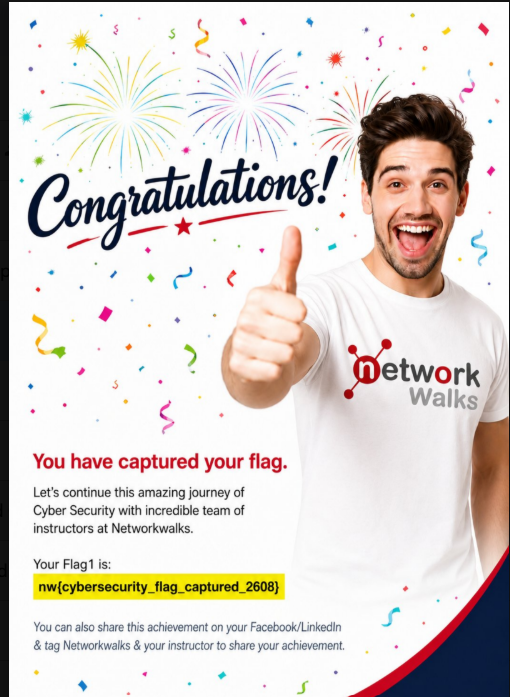 Congratulations!
network
Walks
You have captured your flag.
Let's continue this amazing journey of
Cyber Security with incredible team of
instructors at Networkwalks.
Your Flag1 is:
nw{cybersecurity_flag_captured_2608}
You can also share this achievement on your Facebook/LinkedIn
& tag Networkwalks & your instructor to share your achievement.